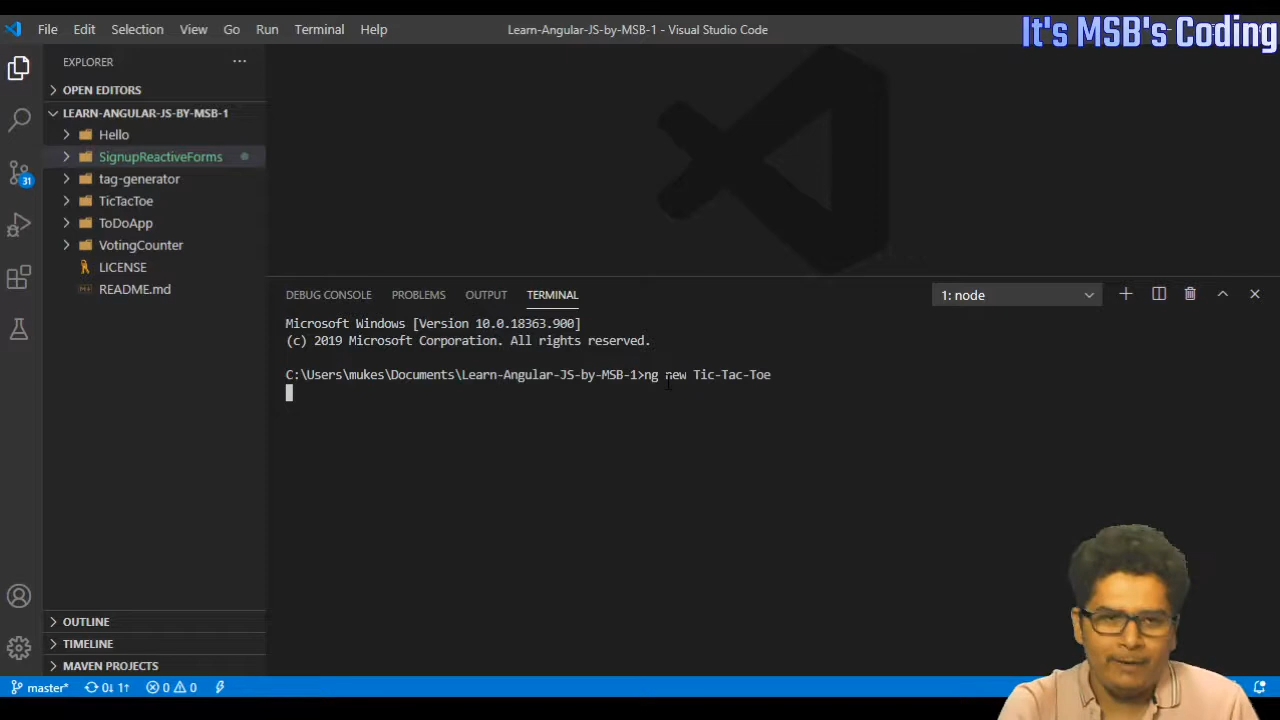 File Edit Selection View Go Run Terminal Help
Learn-Angular-JS-by-MSB-1 - Visual Studio Code
It's MSB's Coding
EXPLORER
OPEN EDITORS
LEARN-ANGULAR-JS-BY-MSB-1
Hello
SignupReactiveForms
tag-generator
TicTacToe
ToDoApp
VotingCounter
LICENSE
README.md
31
DEBUG CONSOLE PROBLEMS OUTPUT TERMINAL
1: node
Microsoft Windows [Version 10.0.18363.900]
(c) 2019 Microsoft Corporation. All rights reserved.
C:\Users\mukes\Documents\Learn-Angular-JS-by-MSB-1>ng new Tic-Tac-Toe
OUTLINE
TIMELINE
MAVEN PROJECTS
master* 0↓ 1↑ 0 0